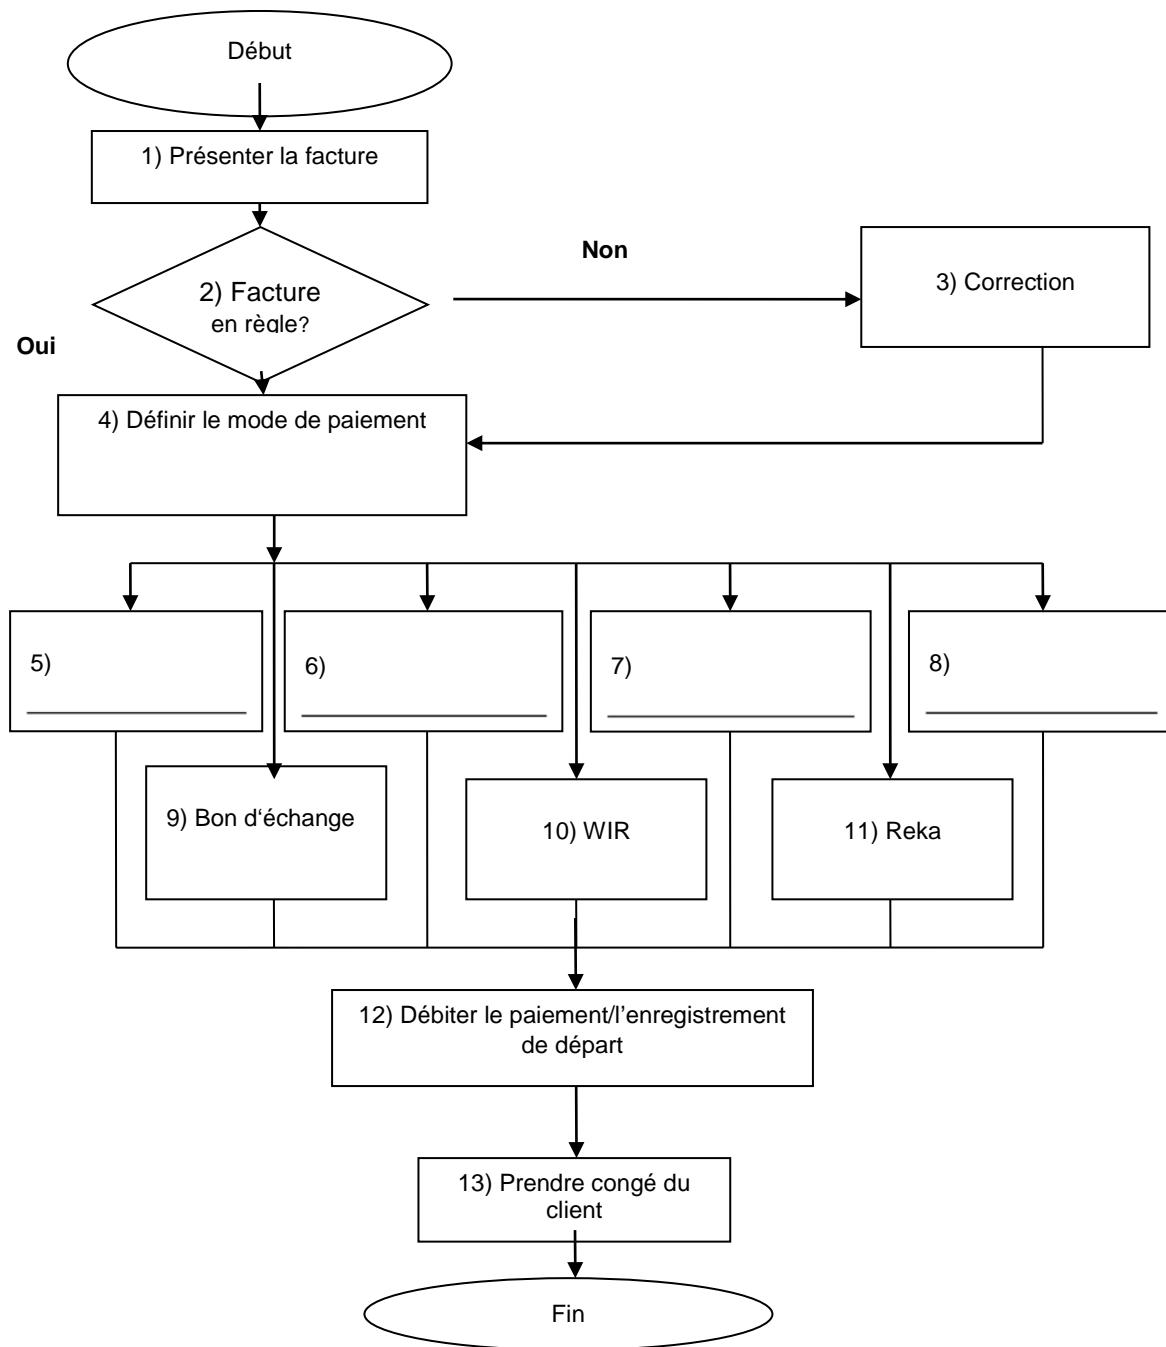 Début
1) Présenter la facture
Non
2) Facture
en règle?
3) Correction
Oui
4) Définir le mode de paiement
5)
6)
7)
8)
9) Bon d‘échange
10) WIR
11) Reka
12) Débiter le paiement/l’enregistrement
de départ
13) Prendre congé du
client
Fin